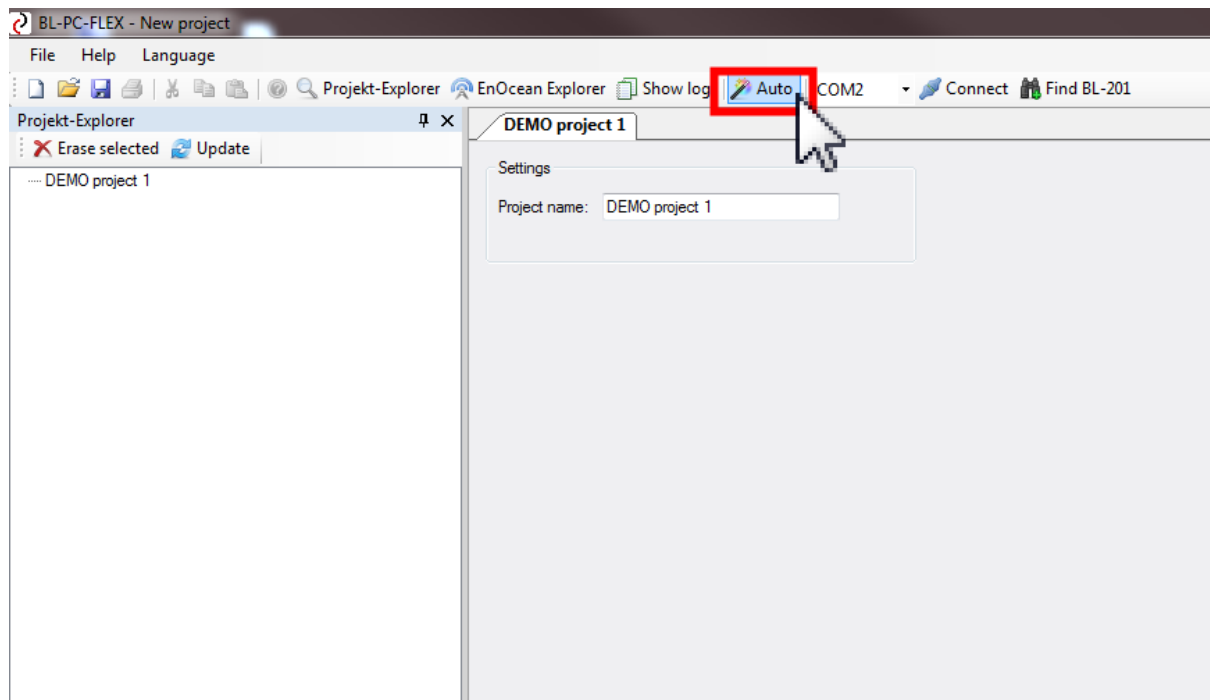 BL-PC-FLEX - New project
File Help Language
Projekt-Explorer EnOcean Explorer Show log Auto COM2 Connect Find BL-201
Projekt-Explorer
Erase selected Update
DEMO project 1
DEMO project 1
Settings
Project name: DEMO project 1